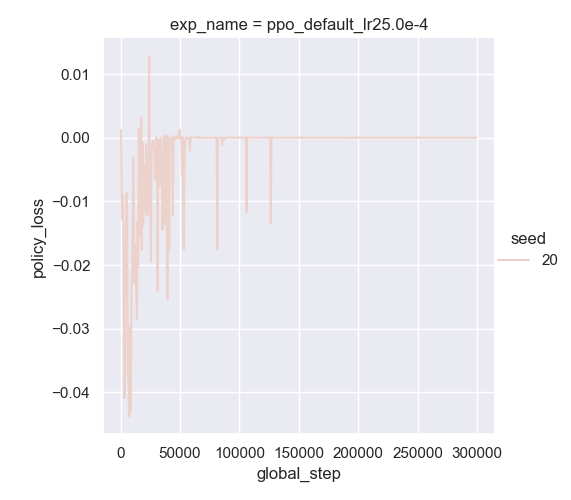 exp_name = ppo_default_lr25.0e-4
0.01
0.00
−0.01
−0.02
−0.03
−0.04
policy_loss
0 50000 100000 150000 200000 250000 300000
global_step
seed
20